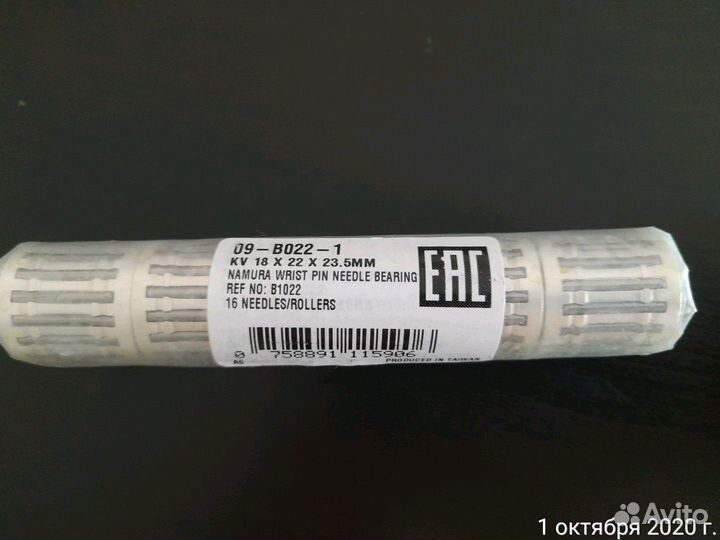 09-B022-1
KV 18 X 22 X 23.5MM
NAMURA WRIST PIN NEEDLE BEARING
REF NO: B1022
16 NEEDLES/ROLLERS
EAC
0 758891 115906
PRODUCED IN TAIWAN
Avito
1 октября 2020 г.